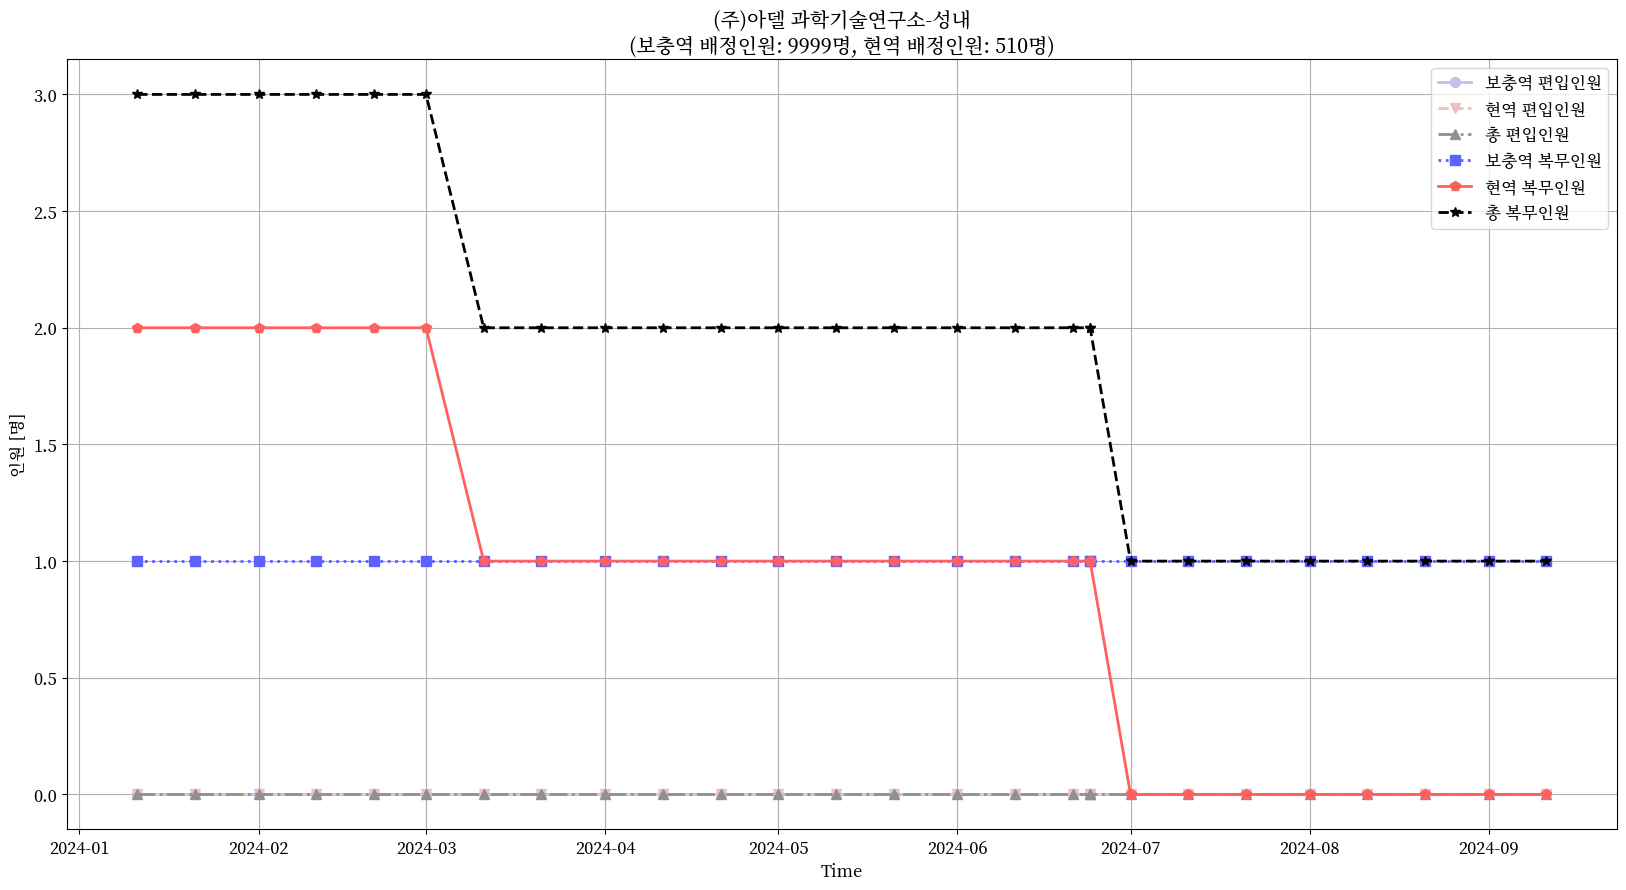 (주)아델 과학기술연구소-성내
(보충역 배정인원: 9999명, 현역 배정인원: 510명)
보충역 편입인원
현역 편입인원
총 편입인원
보충역 복무인원
현역 복무인원
총 복무인원
인원 [명]
3.0
2.5
2.0
1.5
1.0
0.5
0.0
2024-01
2024-02
2024-03
2024-04
2024-05
2024-06
2024-07
2024-08
2024-09
Time